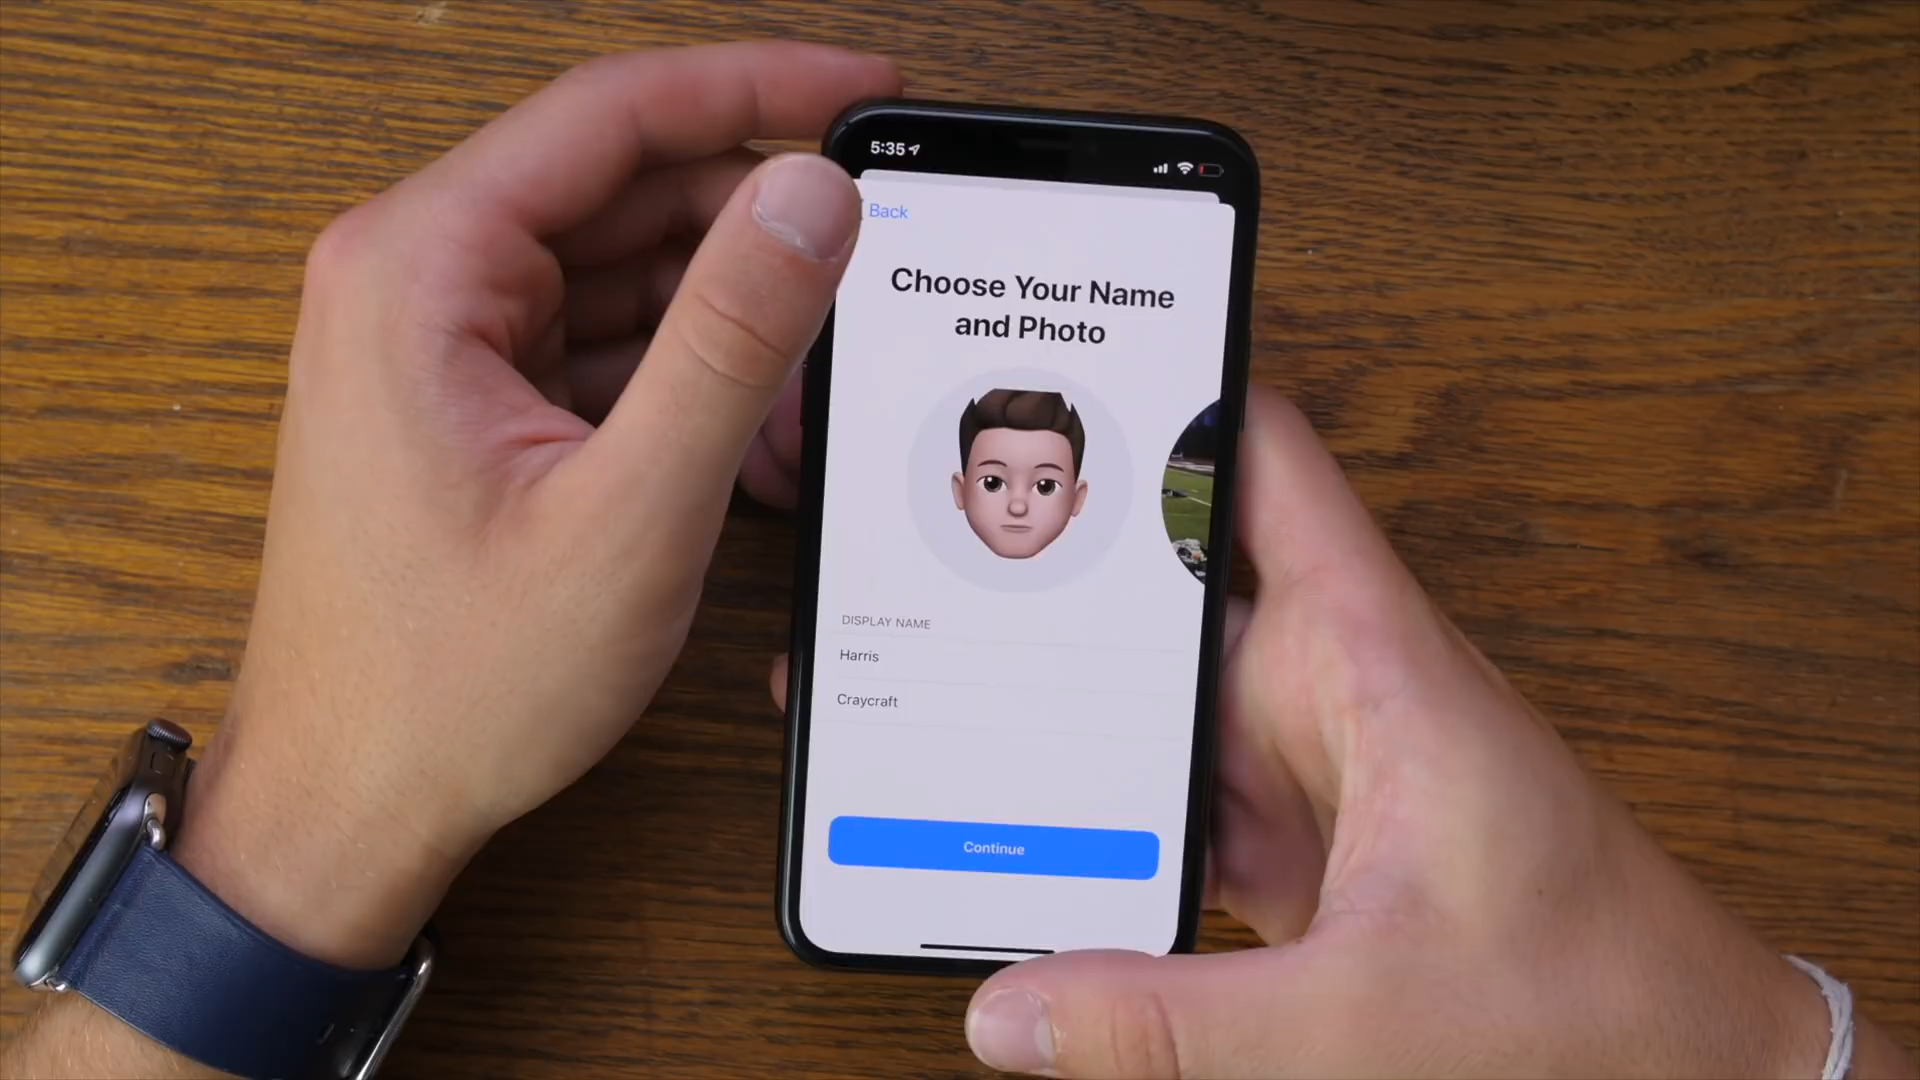 5:35
Back
Choose Your Name
and Photo
DISPLAY NAME
Harris
Craycraft
Continue